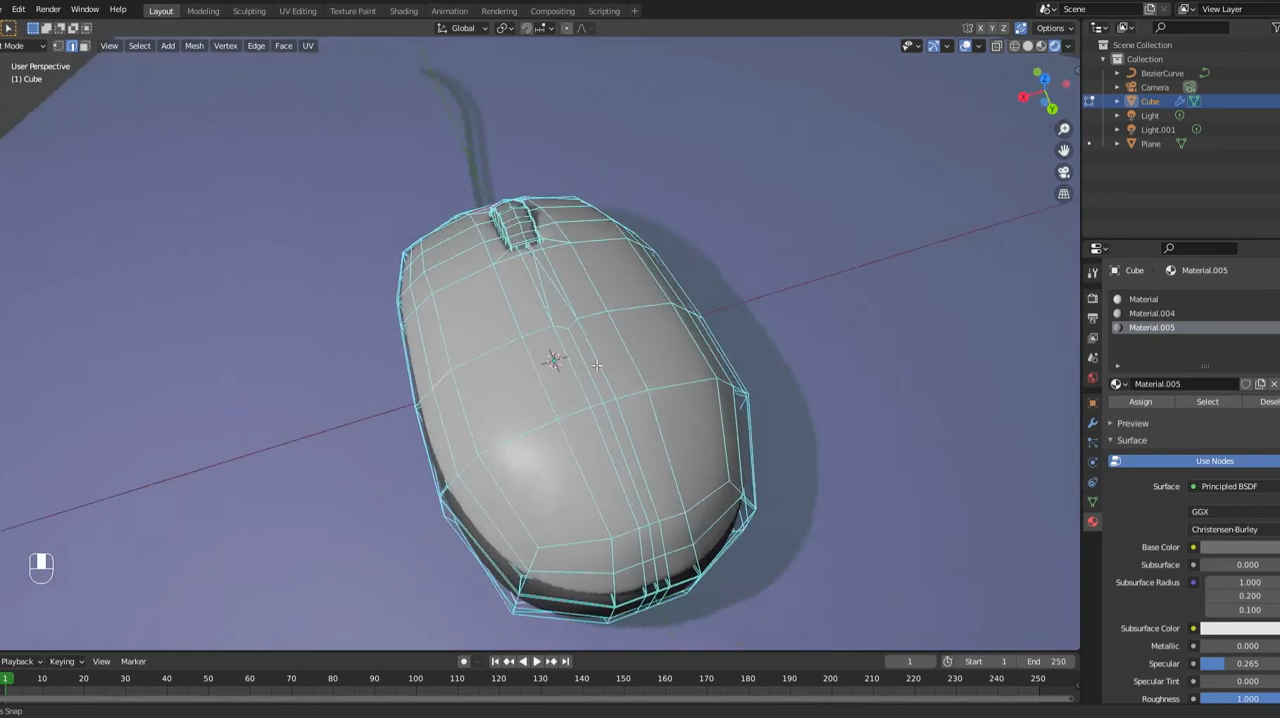 File Edit Render Window Help Layout Modeling Sculpting UV Editing Texture Paint Shading Animation Rendering Compositing Scripting + Scene View Layer
Global X Y Z Options
t Mode View Select Add Mesh Vertex Edge Face UV
User Perspective
(1) Cube
Z
X
Y
Scene Collection
Collection
BezierCurve
Camera
Cube
Light
Light.001
Plane
Cube Material.005
Material
Material.004
Material.005
Material.005
Assign Select Desel
Preview
Surface
Use Nodes
Surface Principled BSDF
GGX
Christensen-Burley
Base Color
Subsurface 0.000
Subsurface Radius 1.000
0.200
0.100
Subsurface Color
Metallic 0.000
Specular 0.265
Specular Tint 0.000
Roughness 1.000
Playback Keying View Marker 1 Start 1 End 250
1 10 20 30 40 50 60 70 80 90 100 110 120 130 140 150 160 170 180 190 200 210 220 230 240 250
s Snap